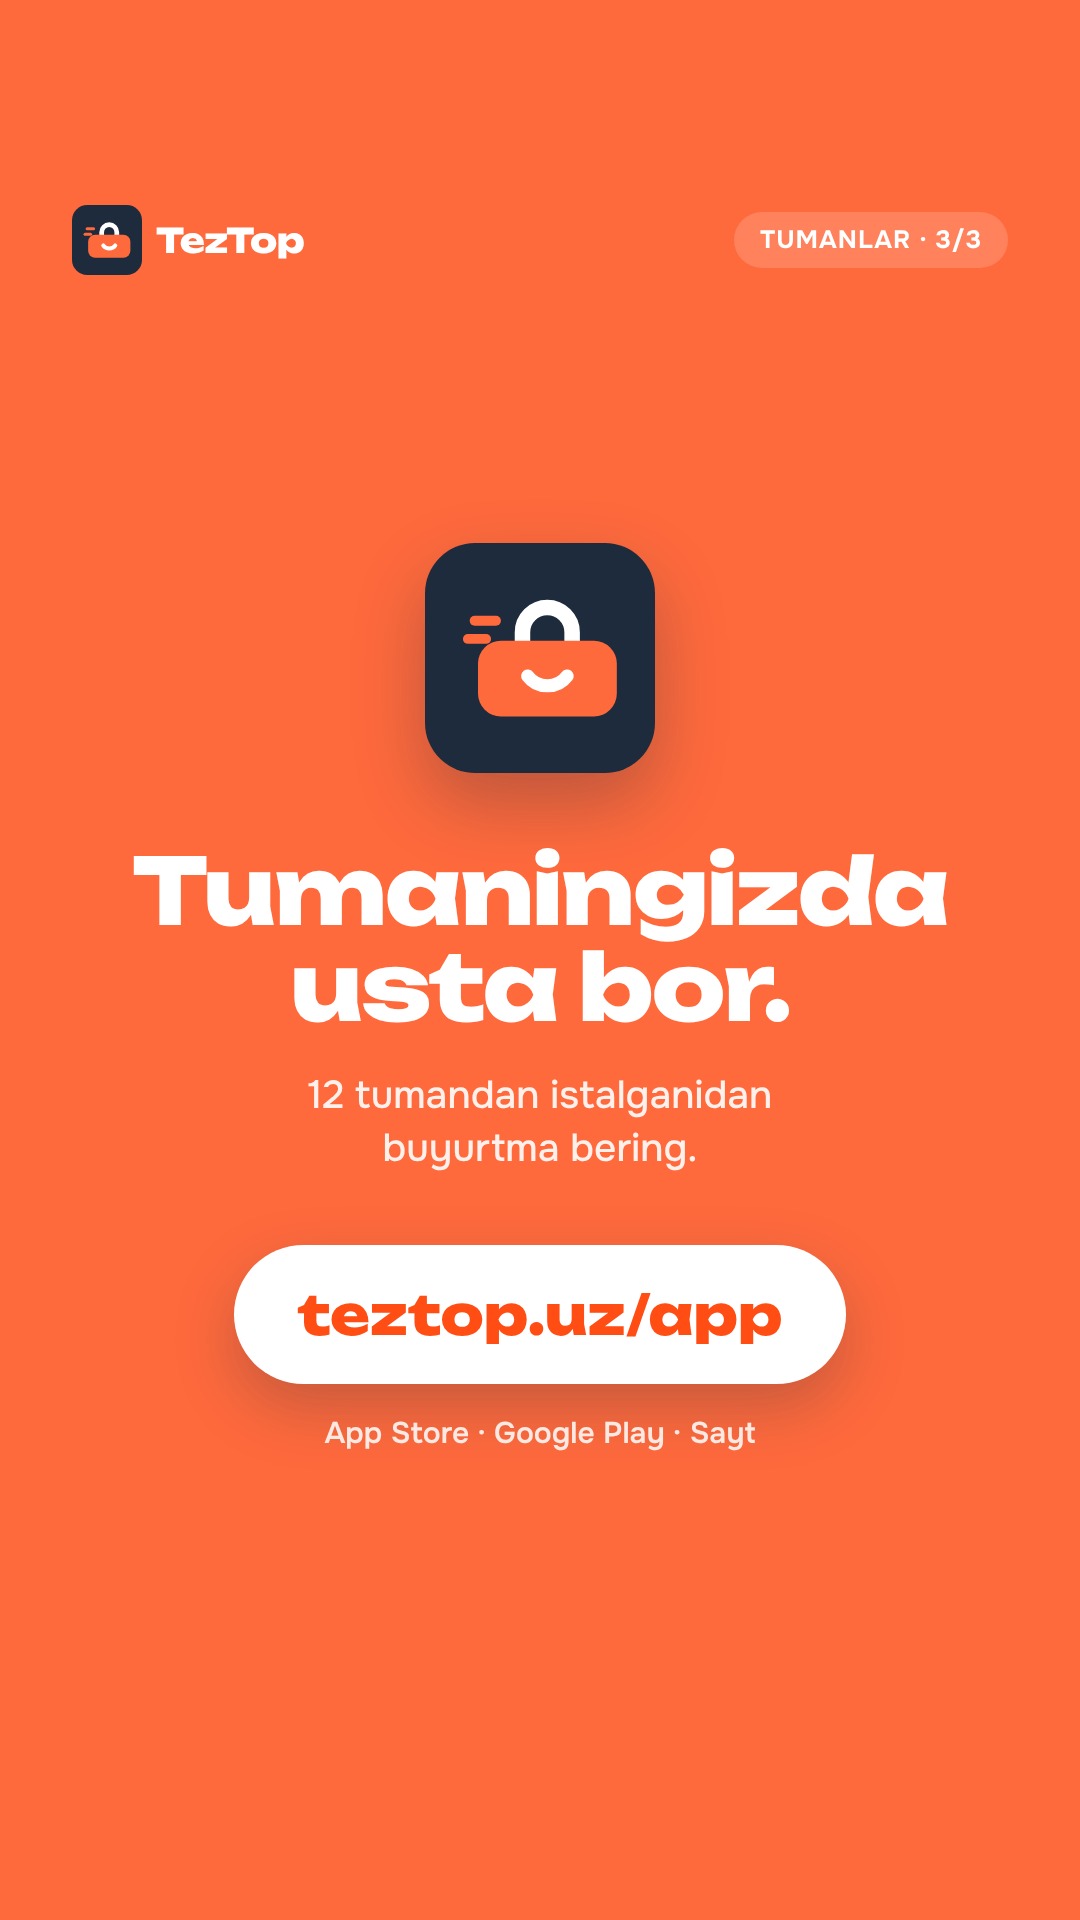 TezTop
TUMANLAR · 3/3
Tumaningizda
usta bor.
12 tumandan istalganidan
buyurtma bering.
teztop.uz/app
App Store · Google Play · Sayt